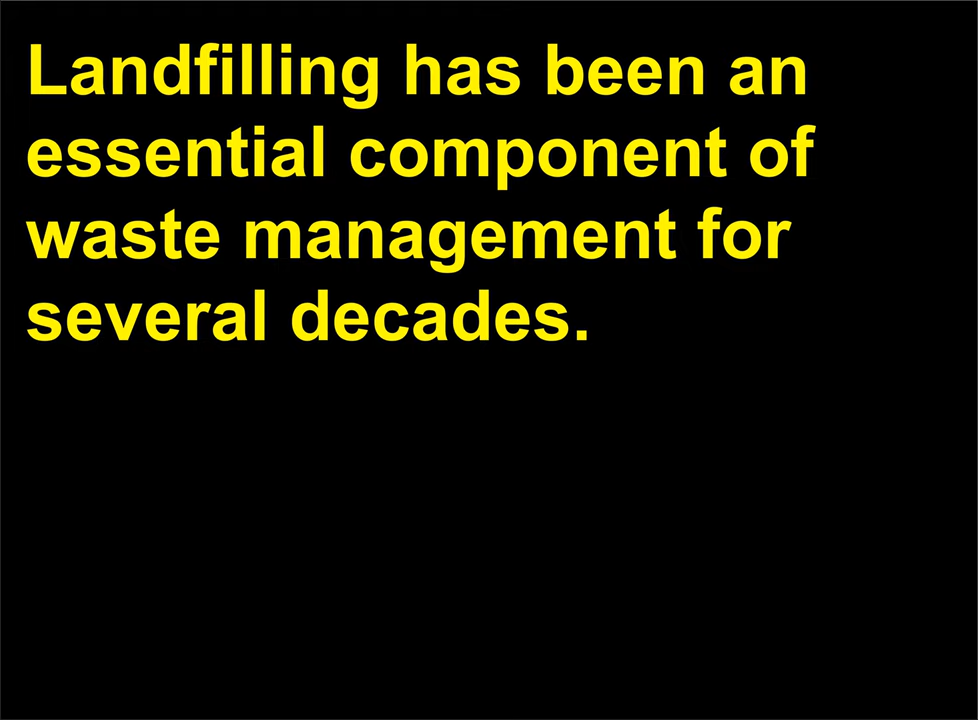 Landfilling has been an
essential component of
waste management for
several decades.